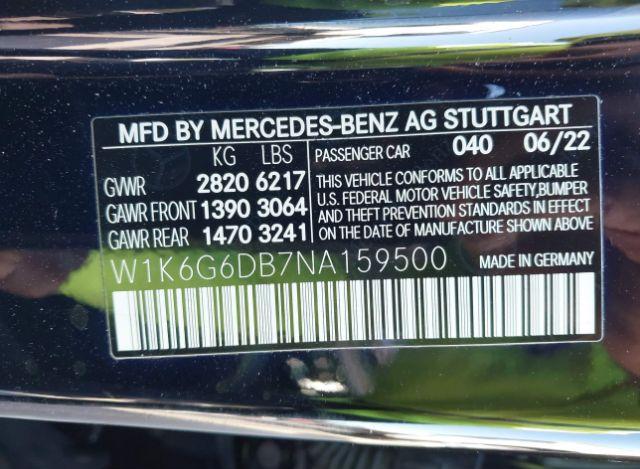 MFD BY MERCEDES-BENZ AG STUTTGART
KG LBS
GVWR 2820 6217
GAWR FRONT 1390 3064
GAWR REAR 1470 3241
PASSENGER CAR 040 06/22
THIS VEHICLE CONFORMS TO ALL APPLICABLE
U.S. FEDERAL MOTOR VEHICLE SAFETY,BUMPER
AND THEFT PREVENTION STANDARDS IN EFFECT
ON THE DATE OF MANUFACTURE SHOWN ABOVE
W1K6G6DB7NA159500 MADE IN GERMANY